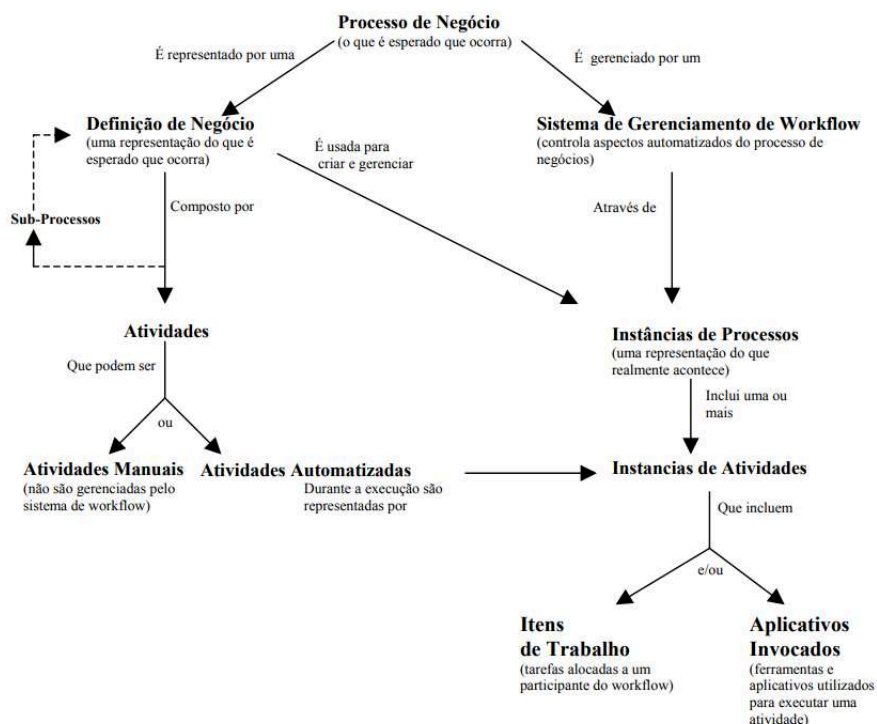 Processo de Negócio
(o que é esperado que ocorra)
É representado por uma
É gerenciado por um
Definição de Negócio
(uma representação do que é
esperado que ocorra)
Sistema de Gerenciamento de Workflow
(controla aspectos automatizados do processo de
negócios)
É usada para
criar e gerenciar
Sub-Processos
Composto por
Através de
Atividades
Instâncias de Processos
(uma representação do que
realmente acontece)
Que podem ser
Inclui uma ou
mais
ou
Atividades Manuais
(não são gerenciadas pelo
sistema de workflow)
Atividades Automatizadas
Durante a execução são
representadas por
Instancias de Atividades
Que incluem
e/ou
Itens
de Trabalho
(tarefas alocadas a um
participante do workflow)
Aplicativos
Invocados
(ferramentas e
aplicativos utilizados
para executar uma
atividade)